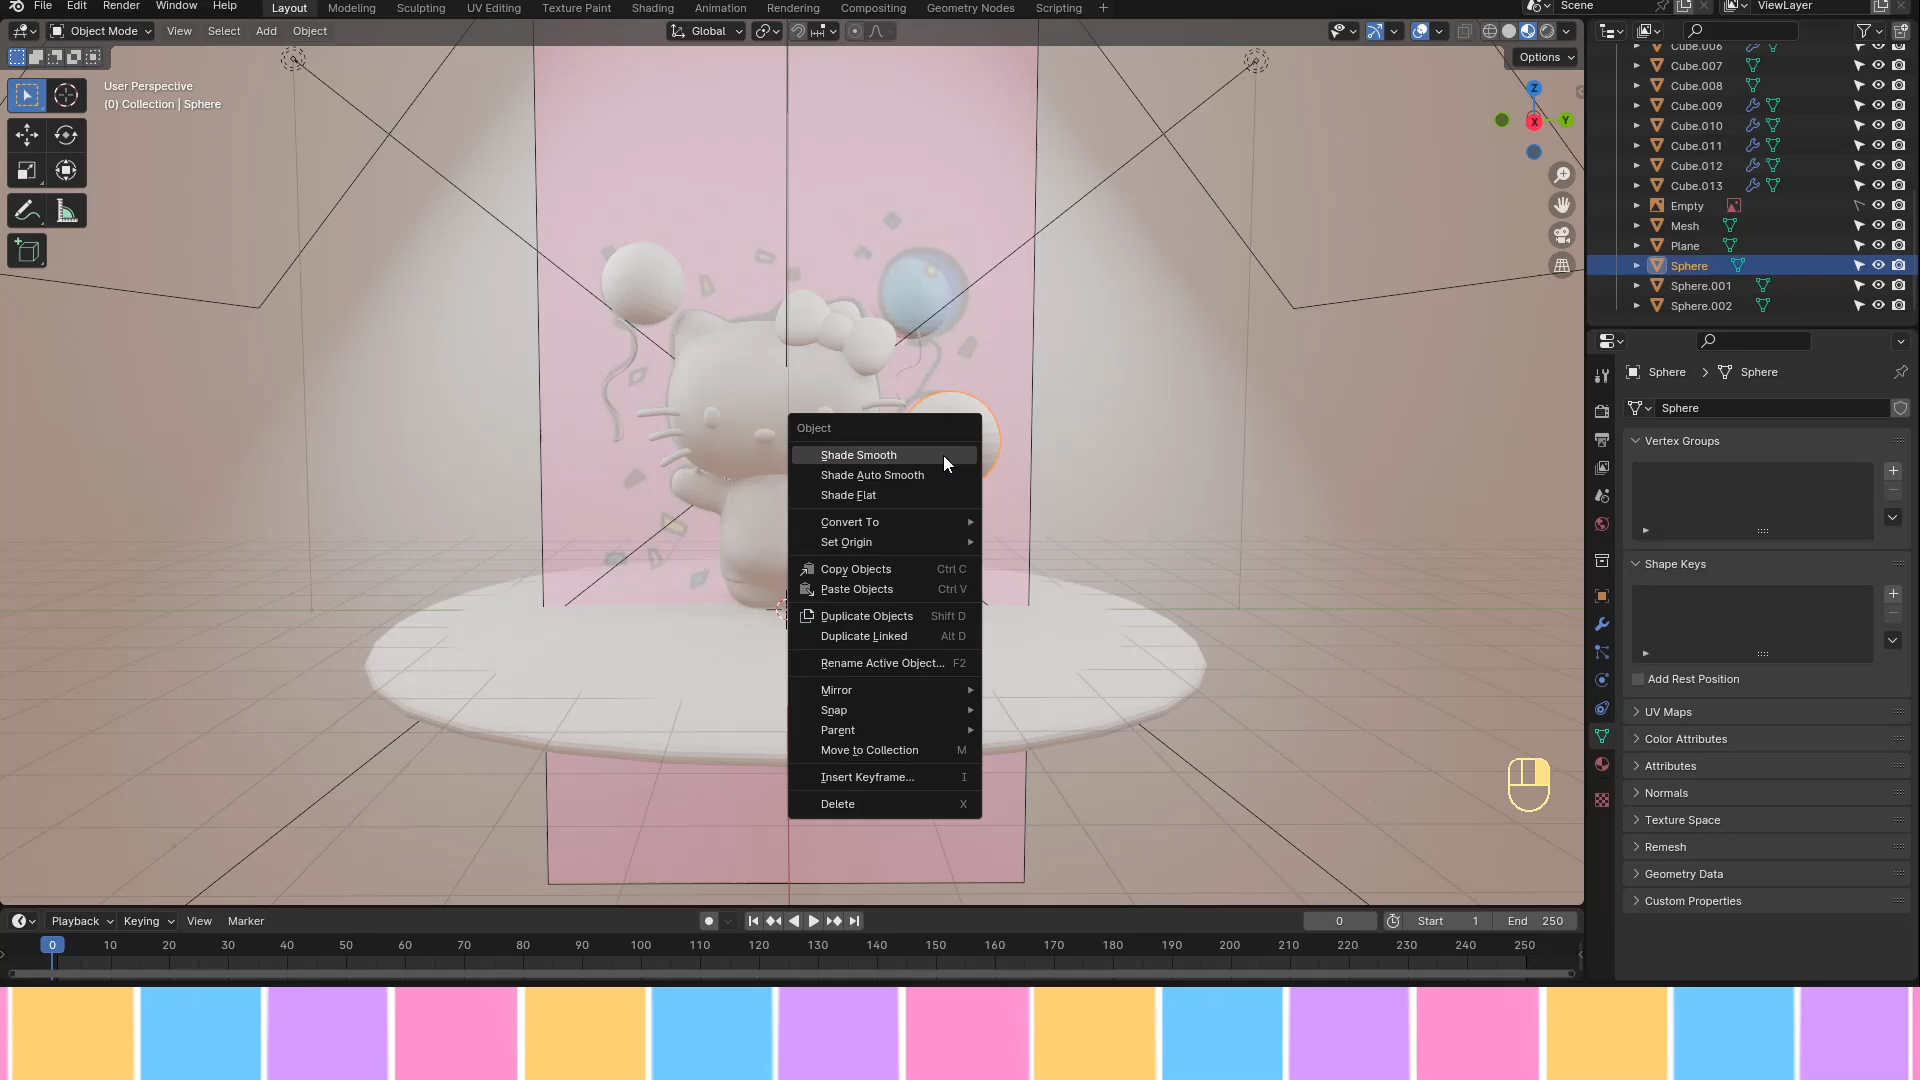 File Edit Render Window Help Layout Modeling Sculpting UV Editing Texture Paint Shading Animation Rendering Compositing Geometry Nodes Scripting + Scene ViewLayer
Object Mode View Select Add Object Global
Options
User Perspective
(0) Collection | Sphere
Z
X
Y
Cube.006
Cube.007
Cube.008
Cube.009
Cube.010
Cube.011
Cube.012
Cube.013
Empty
Mesh
Plane
Sphere
Sphere.001
Sphere.002
Sphere > Sphere
Sphere
Vertex Groups
Shape Keys
Add Rest Position
UV Maps
Color Attributes
Attributes
Normals
Texture Space
Remesh
Geometry Data
Custom Properties
Object
Shade Smooth
Shade Auto Smooth
Shade Flat
Convert To
Set Origin
Copy Objects Ctrl C
Paste Objects Ctrl V
Duplicate Objects Shift D
Duplicate Linked Alt D
Rename Active Object... F2
Mirror
Snap
Parent
Move to Collection M
Insert Keyframe... I
Delete X
Playback Keying View Marker 0 Start 1 End 250
0 10 20 30 40 50 60 70 80 90 100 110 120 130 140 150 160 170 180 190 200 210 220 230 240 250